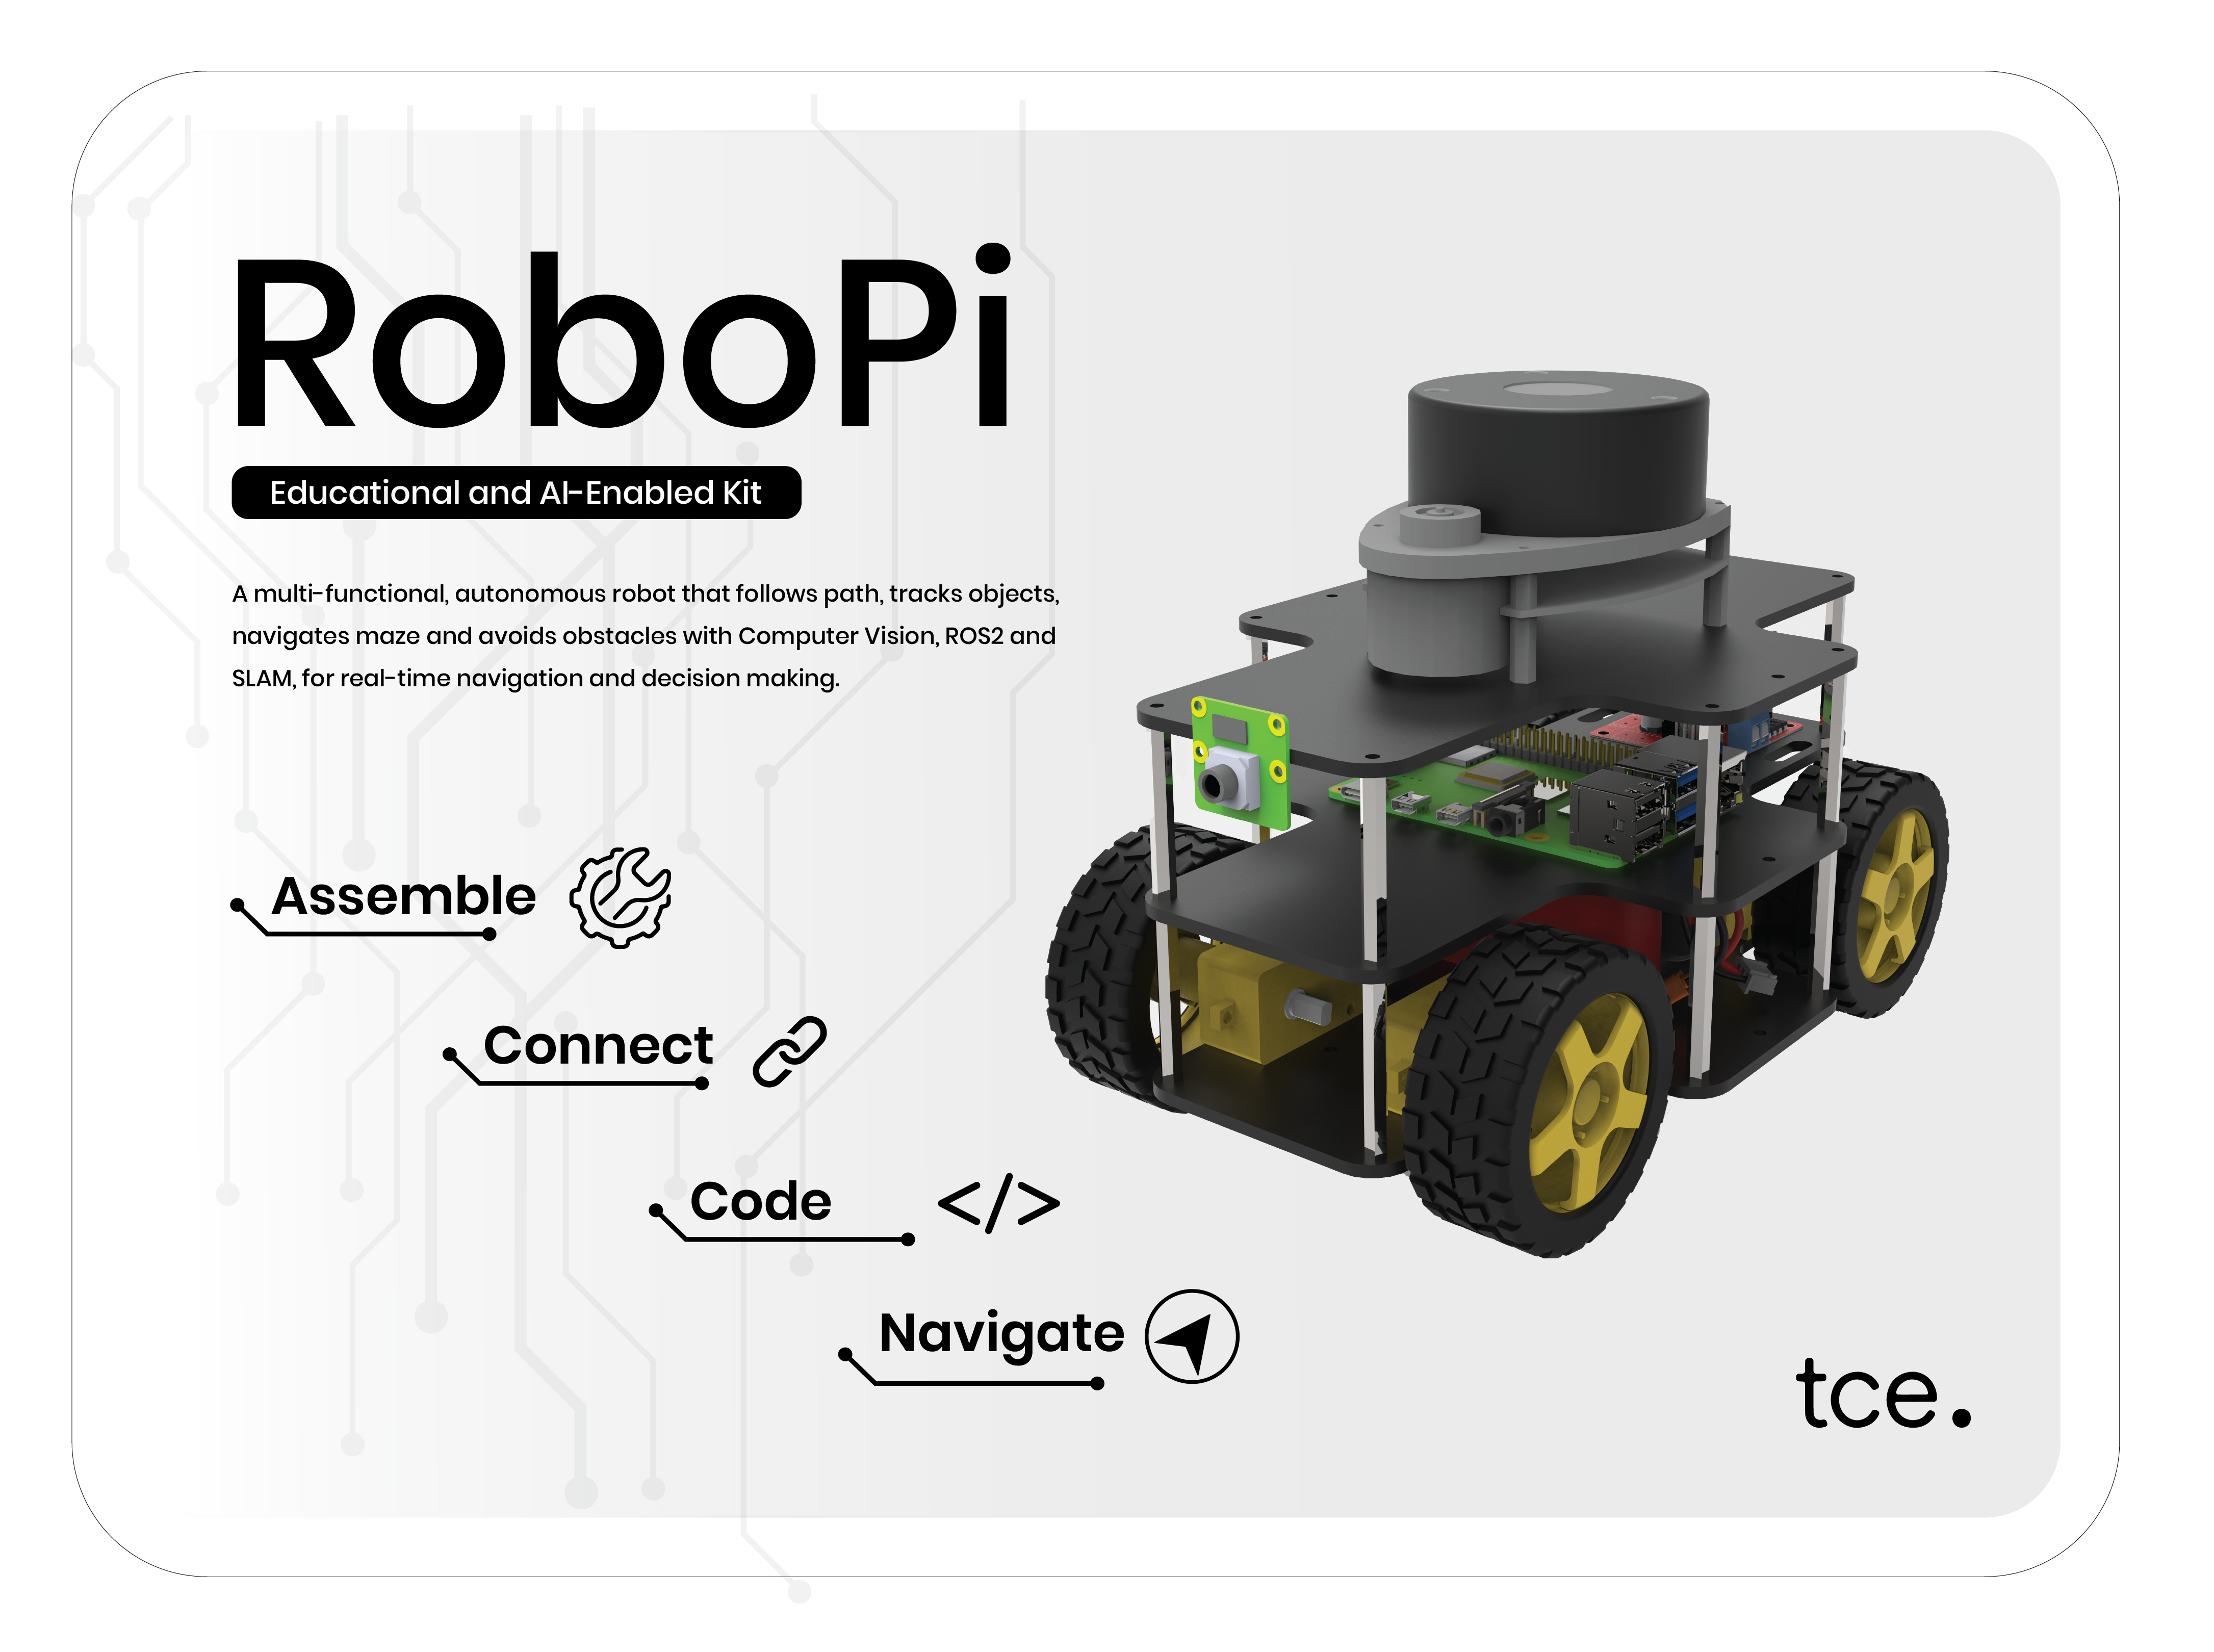 RoboPi
Educational and AI-Enabled Kit
A multi-functional, autonomous robot that follows path, tracks objects,
navigates maze and avoids obstacles with Computer Vision, ROS2 and
SLAM, for real-time navigation and decision making.
Assemble
Connect
Code
</>
Navigate
tce.